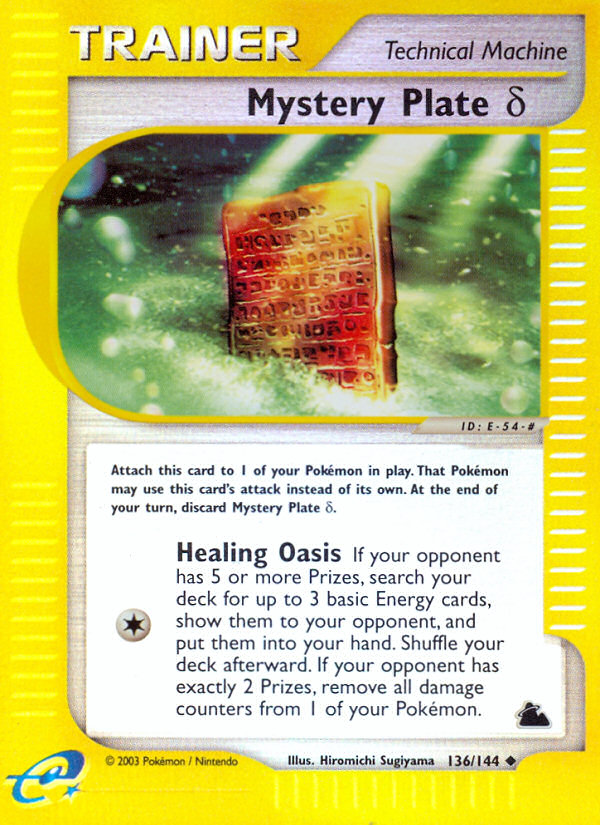 TRAINER
Technical Machine
Mystery Plate δ
ID: E-54-#
Attach this card to 1 of your Pokémon in play. That Pokémon
may use this card's attack instead of its own. At the end of
your turn, discard Mystery Plate δ.
Healing Oasis If your opponent
has 5 or more Prizes, search your
deck for up to 3 basic Energy cards,
show them to your opponent, and
put them into your hand. Shuffle your
deck afterward. If your opponent has
exactly 2 Prizes, remove all damage
counters from 1 of your Pokémon.
© 2003 Pokémon / Nintendo
Illus. Hiromichi Sugiyama 136/144 ◆
e